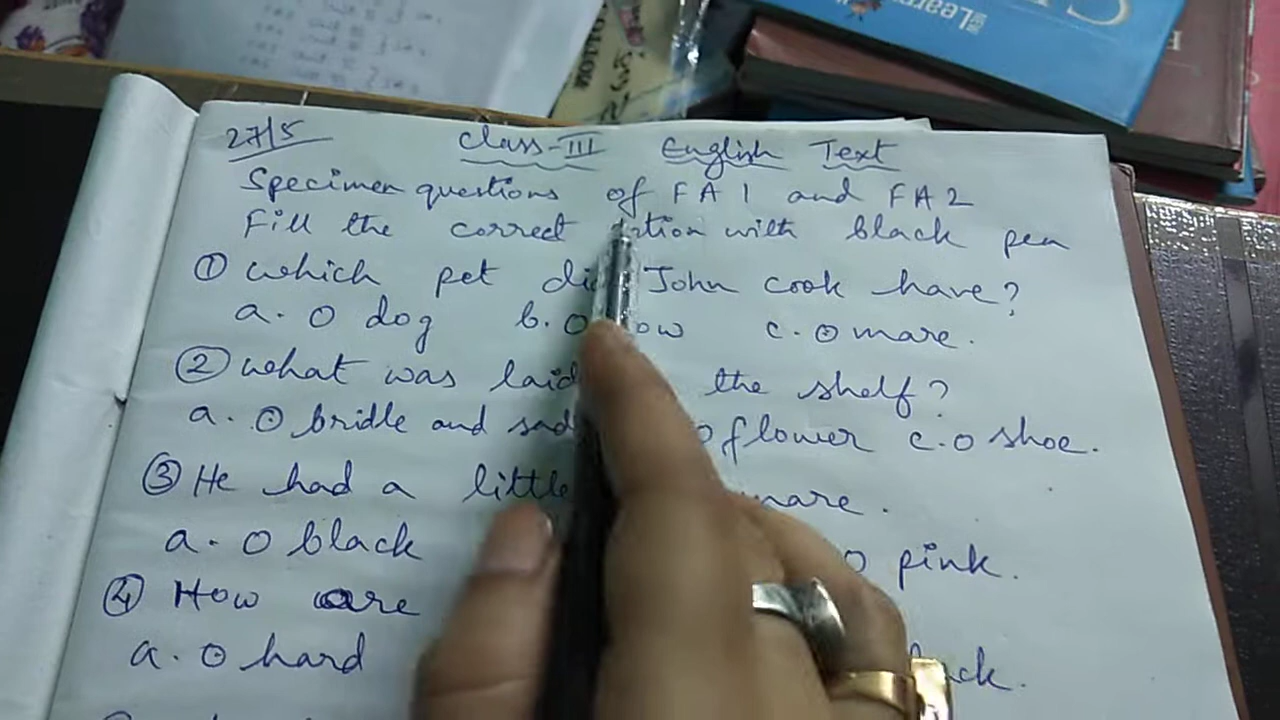 Learn
27/5 Class-III English Text
Specimen questions of FA 1 and FA 2
Fill the correct with black pen
① which pet John cook have?
a. O dog b. O c. O mare.
② what was laid the shelf?
a. O bridle and O flower c. O shoe.
③ He had a little mare.
a. O black O pink.
④ How are
a. O hard